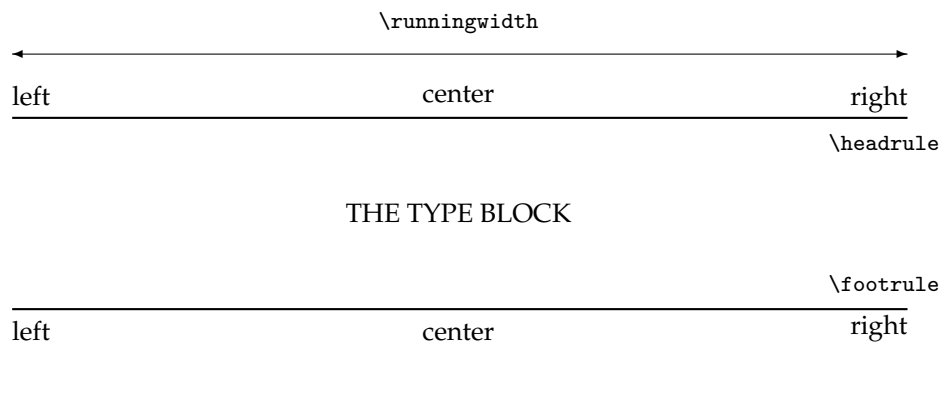 \runningwidth
left center right
\headrule
THE TYPE BLOCK
\footrule
left center right